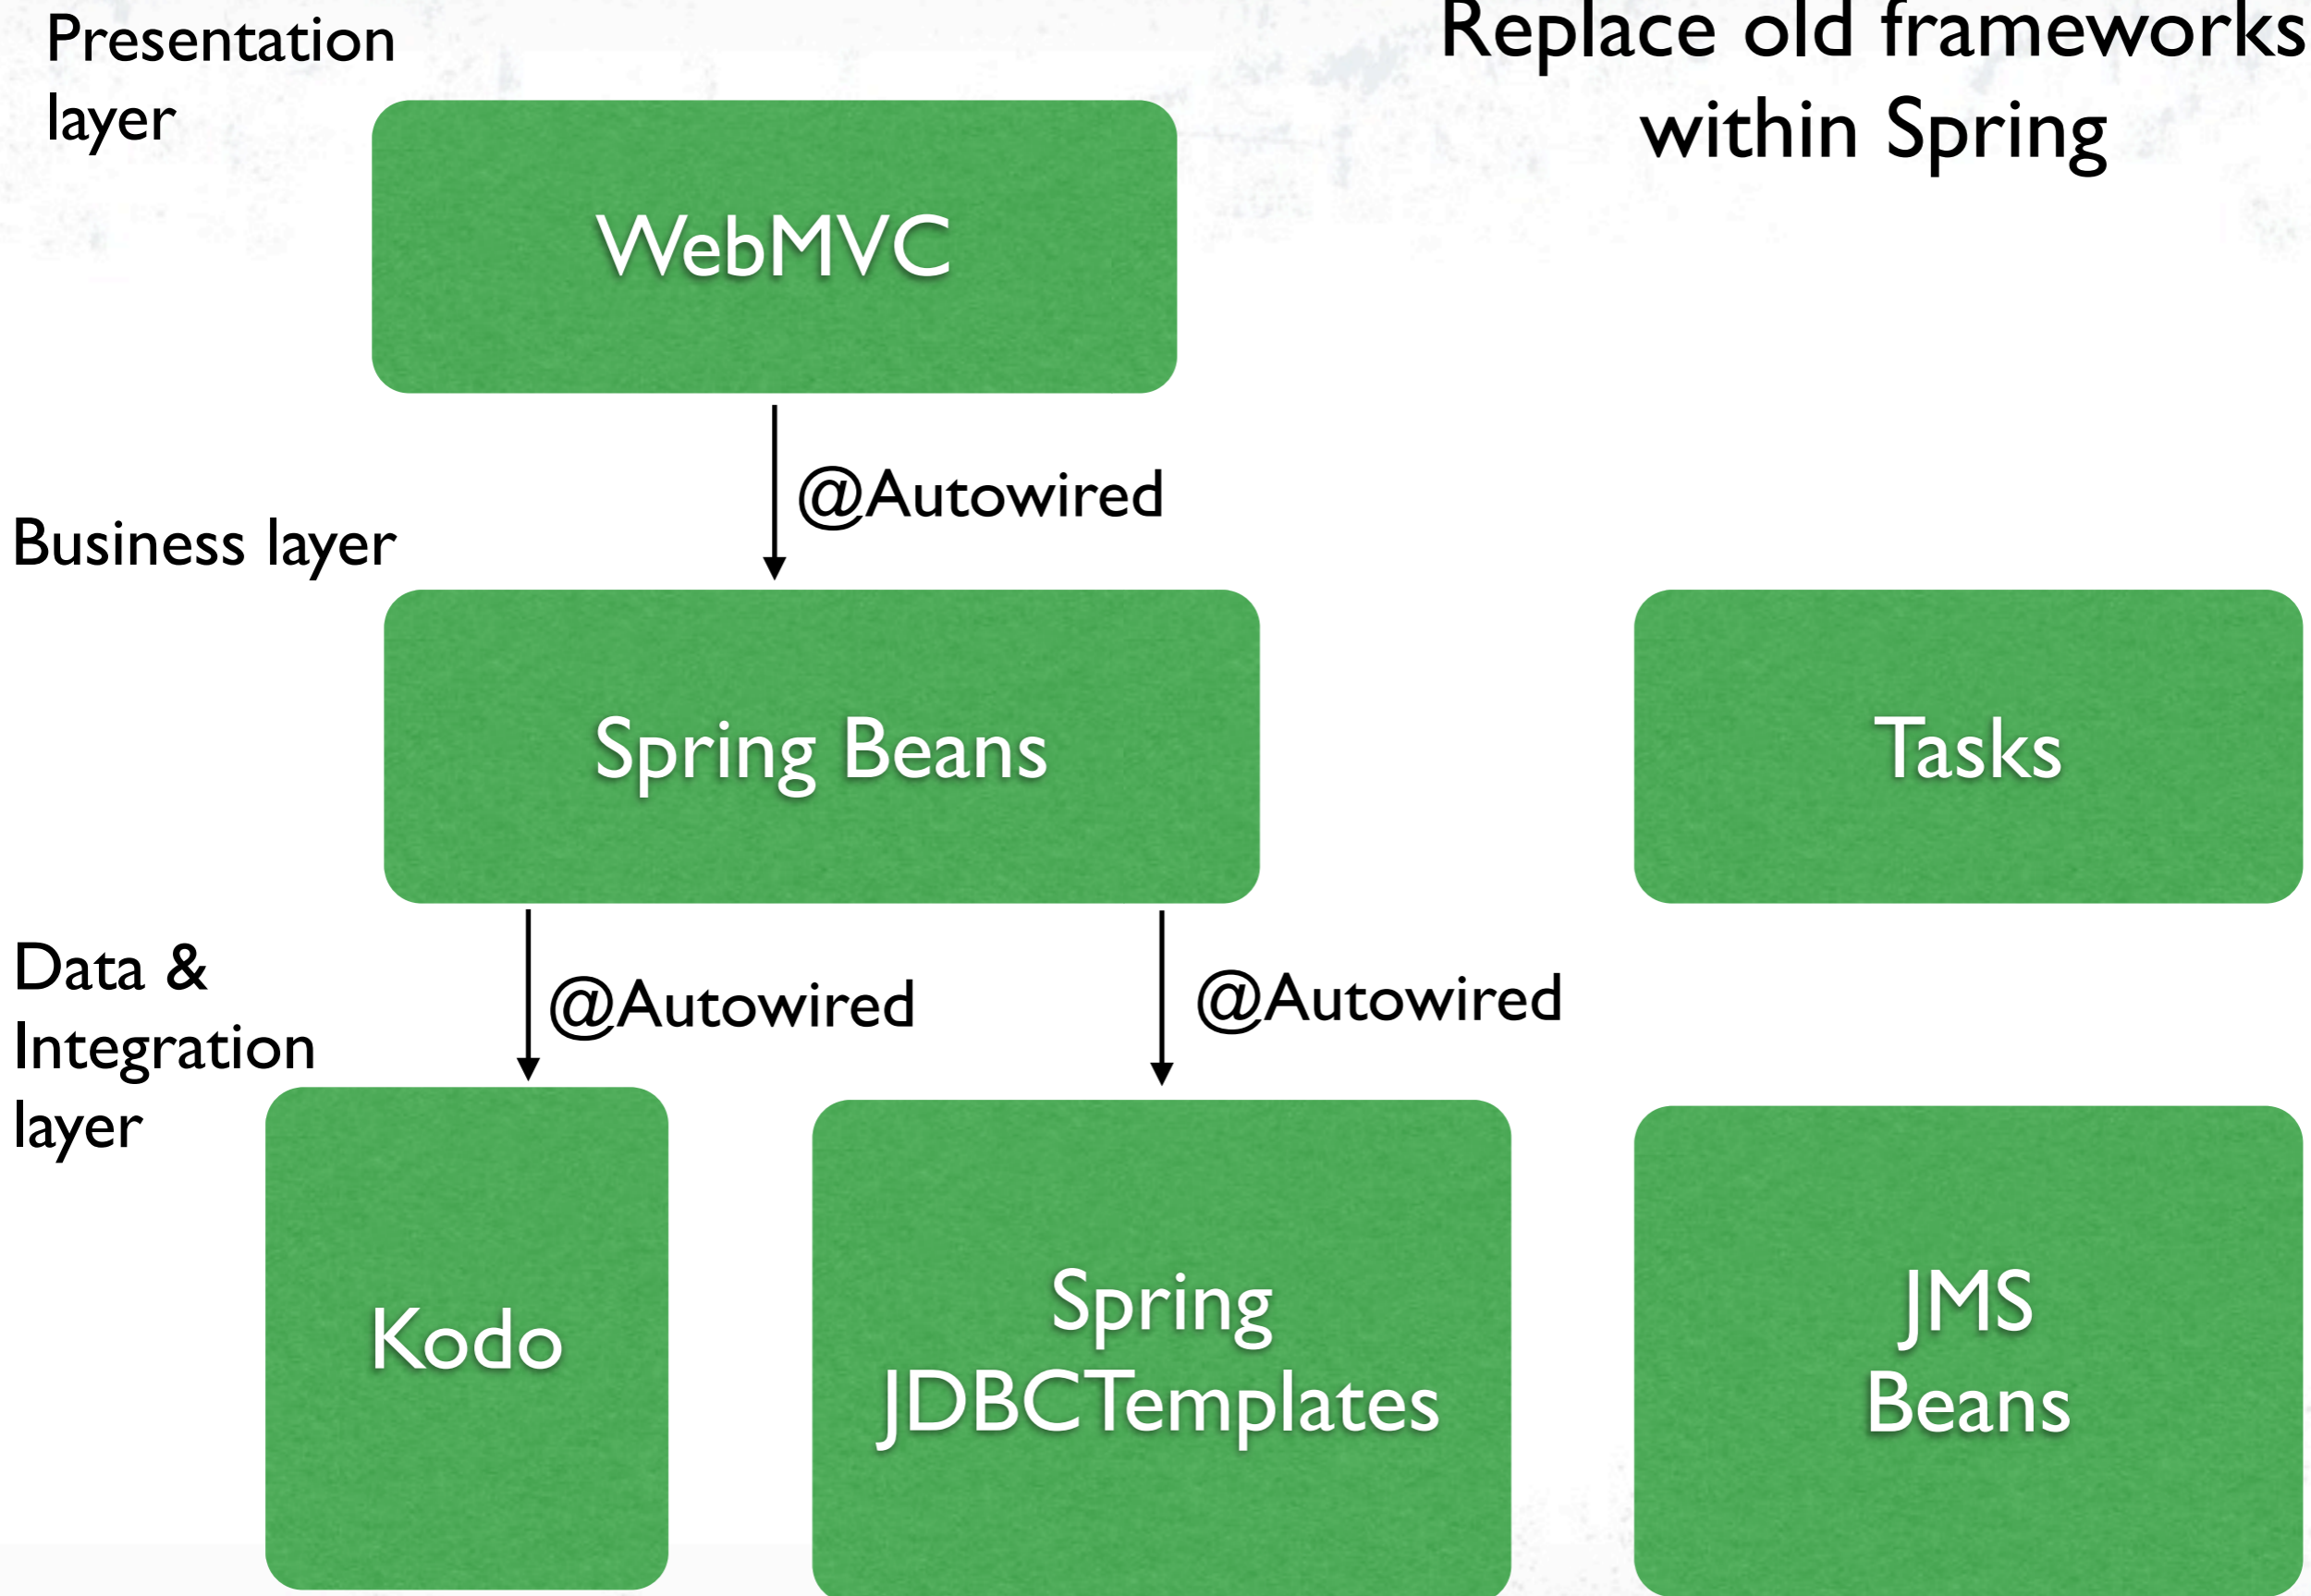 Presentation
layer
Replace old frameworks
within Spring
WebMVC
@Autowired
Business layer
Spring Beans
Tasks
Data &
Integration
layer
@Autowired
@Autowired
Kodo
Spring
JDBCTemplates
JMS
Beans